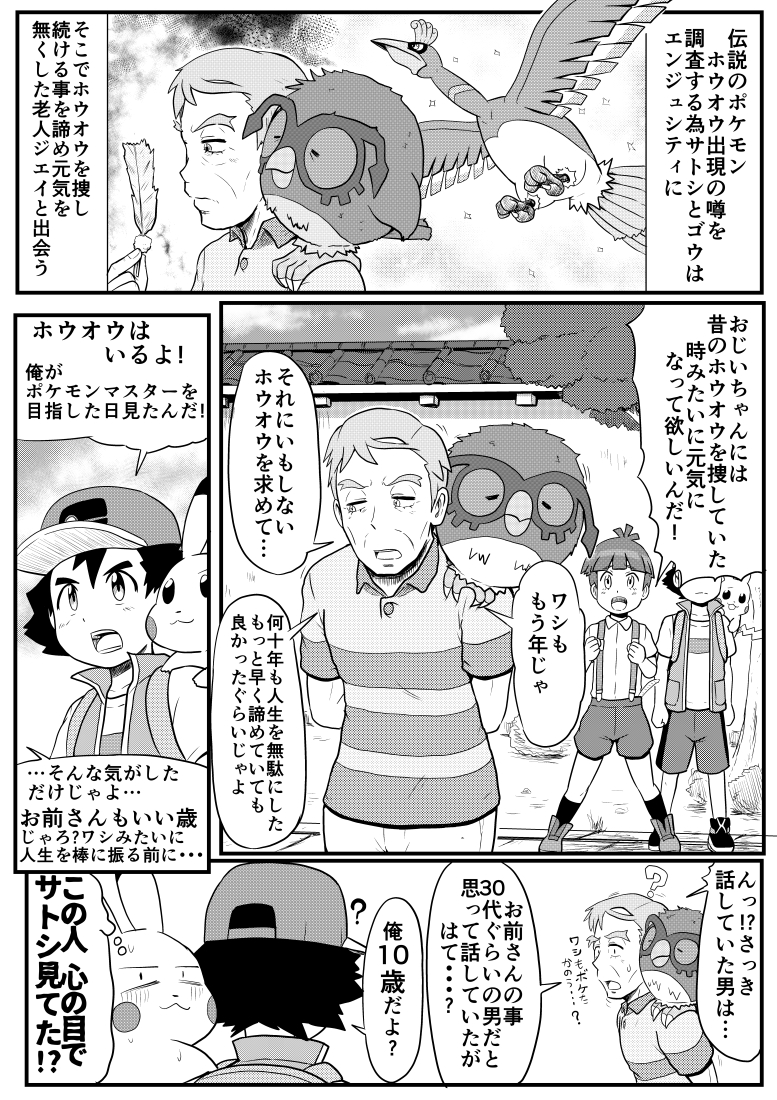 伝説のポケモン
ホウオウ出現の噂を
調査する為サトシとゴウは
エンジュシティに
そこでホウオウを捜し
続ける事を諦め元気を
無くした老人ジェイと出会う
おじいちゃんには
昔のホウオウを捜していた
時みたいに元気に
なって欲しいんだ!
ワシも
もう年じゃ
それにいもしない
ホウオウを求めて…
何十年も人生を無駄にした
もっと早く諦めていても
良かったぐらいじゃよ
ホウオウは
いるよ!
俺が
ポケモンマスターを
目指した日見たんだ!
…そんな気がした
だけじゃよ…
お前さんもいい歳
じゃろ?ワシみたいに
人生を棒に振る前に・・・
んっ!?さっき
話していた男は…
?
ワシもボケた
かのう…?
お前さんの事
30代ぐらいの男だと
思って話していたが
はて・・・?
俺10歳だよ?
?
この人 心の目で
サトシ見てた!?